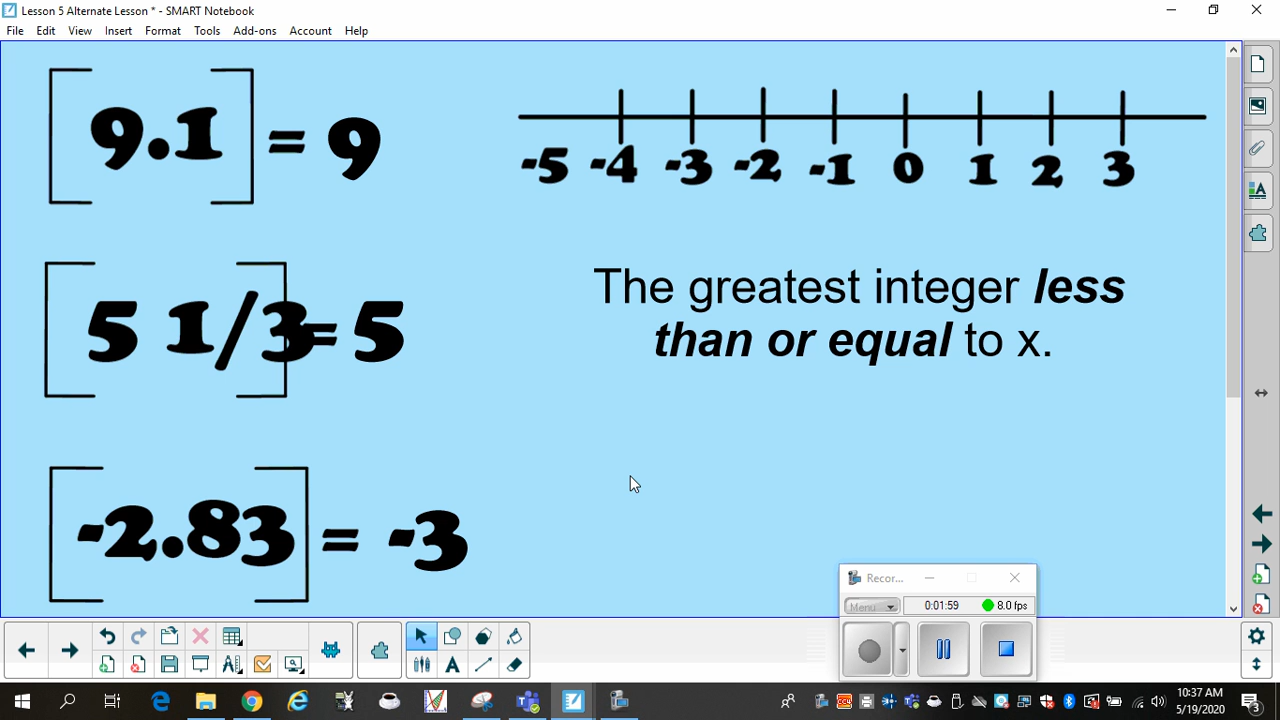 Lesson 5 Alternate Lesson * - SMART Notebook
File Edit View Insert Format Tools Add-ons Account Help
[ 9.1 ] = 9
-5 -4 -3 -2 -1 0 1 2 3
The greatest integer less
than or equal to x.
[ 5 1/3 ] = 5
[ -2.83 ] = -3
Recor...
Menu 0:01:59 8.0 fps
10:37 AM
5/19/2020